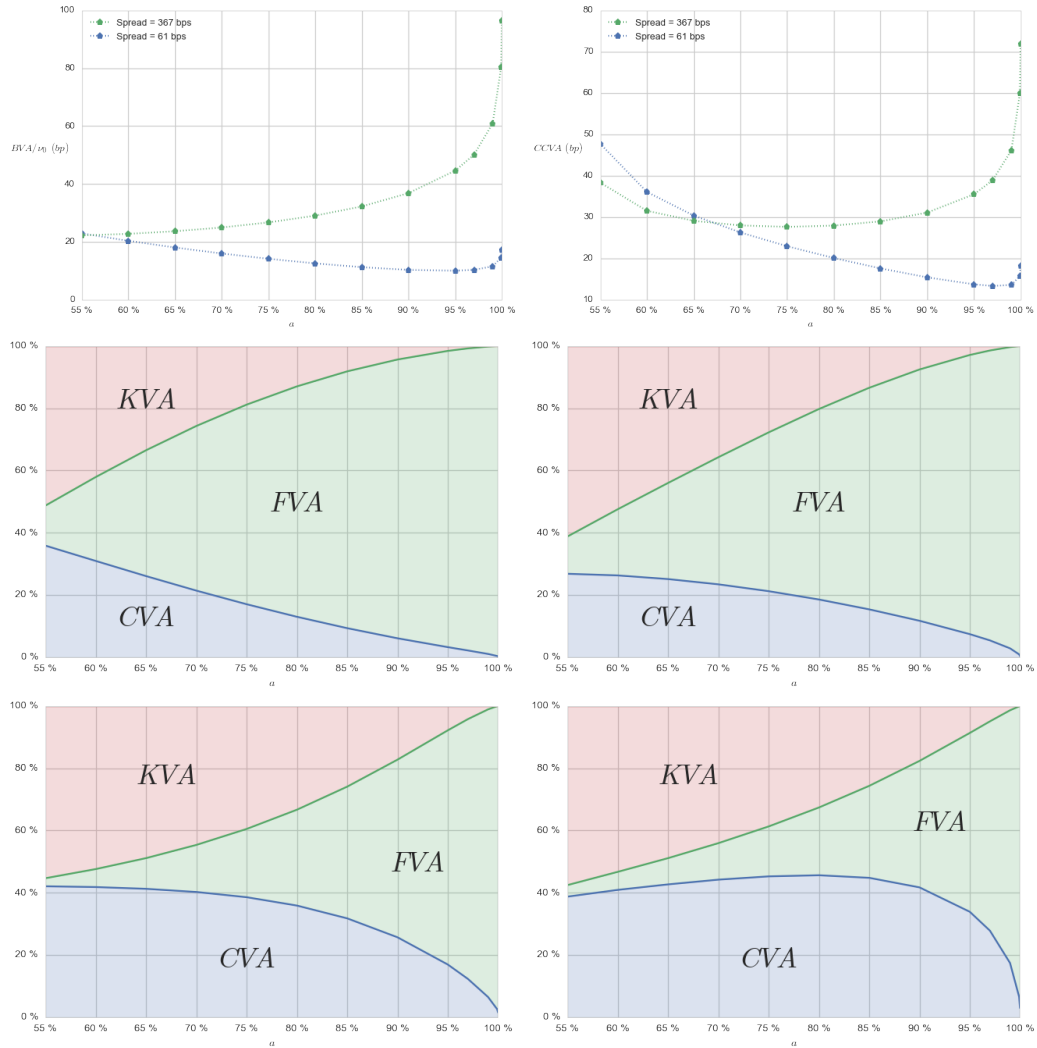 100
80
60
40
20
0
BVA/ν₀ (bp)
Spread = 367 bps
Spread = 61 bps
55 % 60 % 65 % 70 % 75 % 80 % 85 % 90 % 95 % 100 %
a
80
70
60
50
40
30
20
10
CCVA (bp)
Spread = 367 bps
Spread = 61 bps
55 % 60 % 65 % 70 % 75 % 80 % 85 % 90 % 95 % 100 %
a
100 %
80 %
60 %
40 %
20 %
0 %
KVA
FVA
CVA
55 % 60 % 65 % 70 % 75 % 80 % 85 % 90 % 95 % 100 %
a
100 %
80 %
60 %
40 %
20 %
0 %
KVA
FVA
CVA
55 % 60 % 65 % 70 % 75 % 80 % 85 % 90 % 95 % 100 %
a
100 %
80 %
60 %
40 %
20 %
0 %
KVA
FVA
CVA
55 % 60 % 65 % 70 % 75 % 80 % 85 % 90 % 95 % 100 %
a
100 %
80 %
60 %
40 %
20 %
0 %
KVA
FVA
CVA
55 % 60 % 65 % 70 % 75 % 80 % 85 % 90 % 95 % 100 %
a